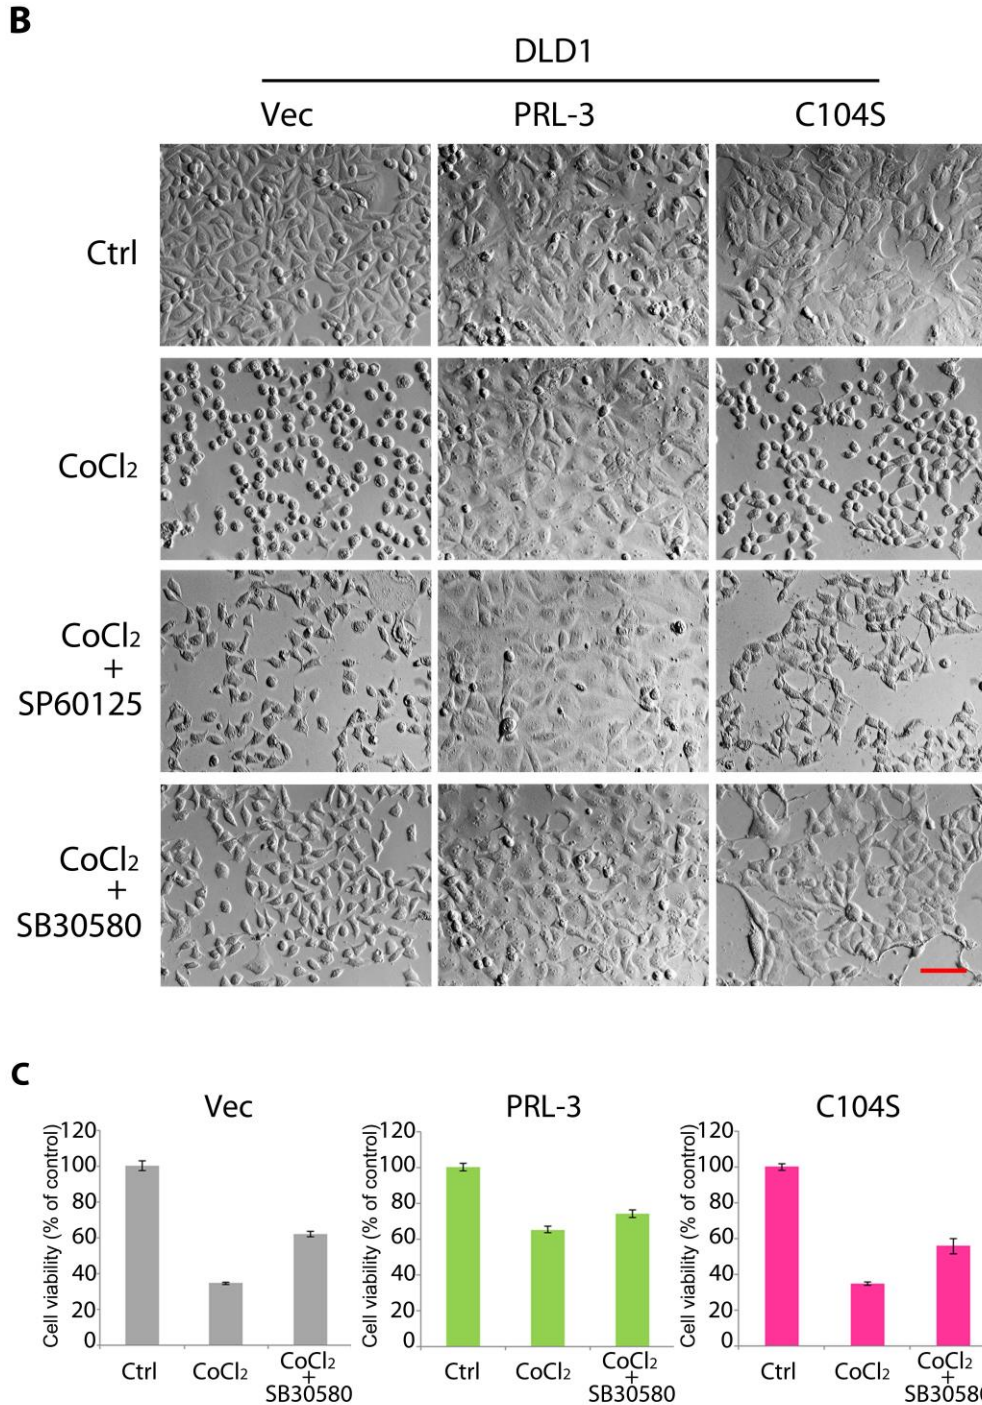 B
DLD1
Vec PRL-3 C104S
Ctrl
CoCl₂
CoCl₂
+
SP60125
CoCl₂
+
SB30580
C
Vec
Cell viability (% of control)
120
100
80
60
40
20
0
Ctrl CoCl₂ CoCl₂
+
SB30580
PRL-3
Cell viability (% of control)
120
100
80
60
40
20
0
Ctrl CoCl₂ CoCl₂
+
SB30580
C104S
Cell viability (% of control)
120
100
80
60
40
20
0
Ctrl CoCl₂ CoCl₂
+
SB30580